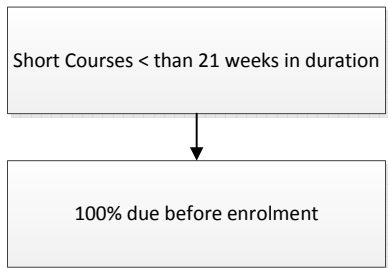 Short Courses < than 21 weeks in duration
100% due before enrolment